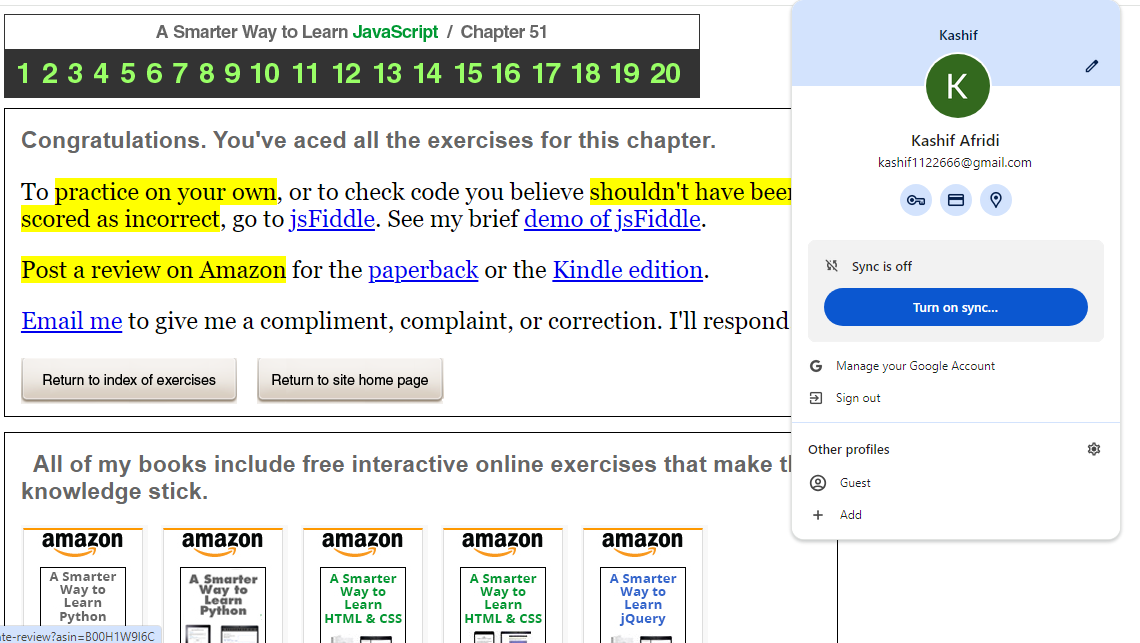 A Smarter Way to Learn JavaScript / Chapter 51
1 2 3 4 5 6 7 8 9 10 11 12 13 14 15 16 17 18 19 20
Congratulations. You've aced all the exercises for this chapter.
To practice on your own, or to check code you believe shouldn't have been
scored as incorrect, go to jsFiddle. See my brief demo of jsFiddle.
Post a review on Amazon for the paperback or the Kindle edition.
Email me to give me a compliment, complaint, or correction. I'll respond
Return to index of exercises Return to site home page
All of my books include free interactive online exercises that make th
knowledge stick.
amazon amazon amazon amazon amazon
A Smarter
Way to
Learn
Python
A Smarter
Way to
Learn
Python
A Smarter
Way to
Learn
HTML & CSS
A Smarter
Way to
Learn
HTML & CSS
A Smarter
Way to
Learn
jQuery
te-review?asin=B00H1W9I6C
Kashif
K
Kashif Afridi
kashif1122666@gmail.com
Sync is off
Turn on sync...
Manage your Google Account
Sign out
Other profiles
Guest
Add